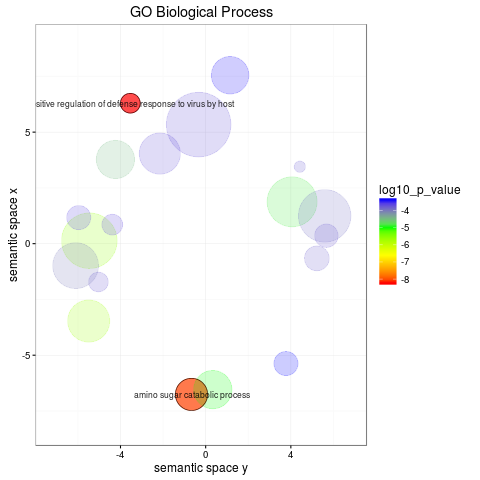 GO Biological Process
sitive regulation of defense response to virus by host
amino sugar catabolic process
5
0
-5
-4
0
4
semantic space x
semantic space y
log10_p_value
-4
-5
-6
-7
-8